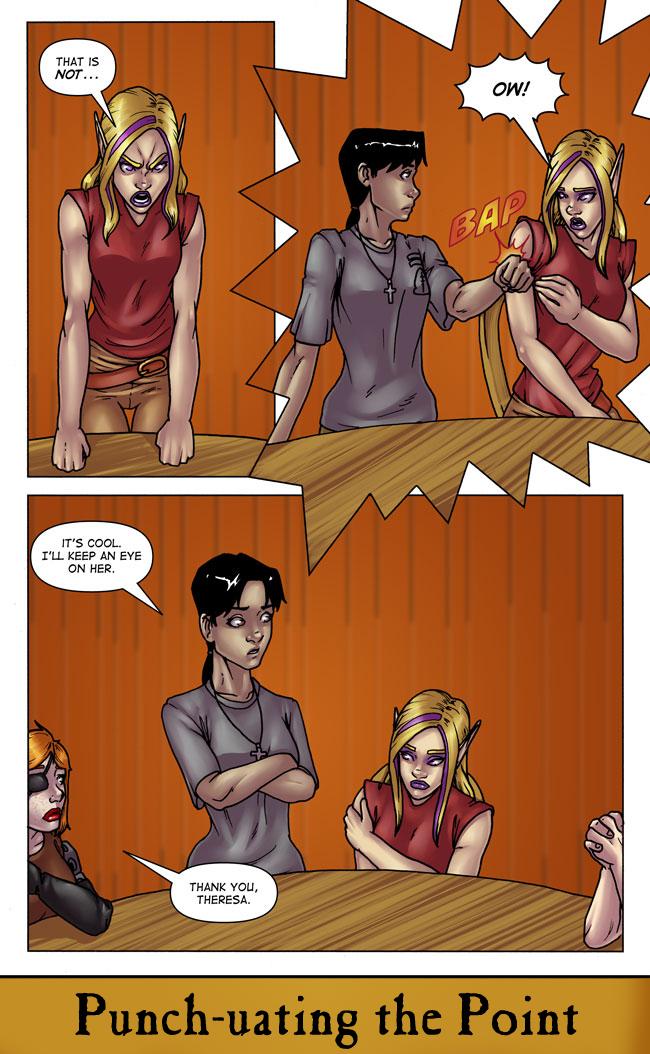 THAT IS
NOT...
OW!
BAP
IT'S COOL.
I'LL KEEP AN EYE
ON HER.
THANK YOU,
THERESA.
Punch-uating the Point